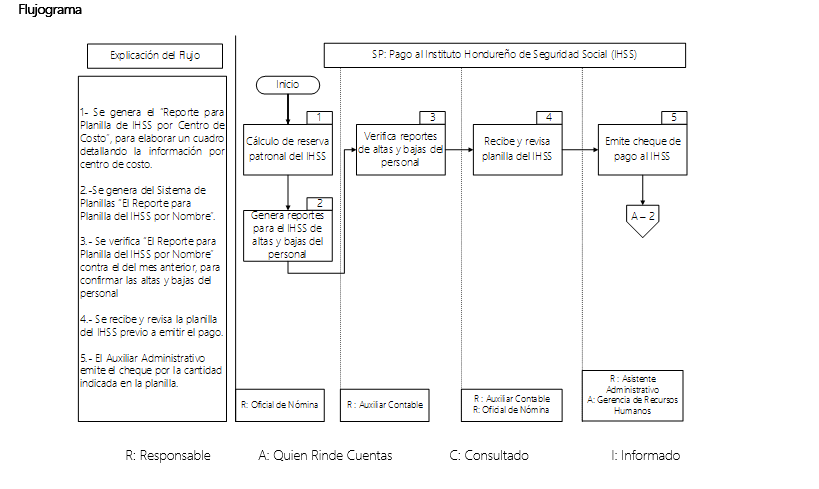 Flujograma
Explicación del Flujo
SP: Pago al Instituto Hondureño de Seguridad Social (IHSS)
1- Se genera el "Reporte para
Planilla de IHSS por Centro de
Costo", para elaborar un cuadro
detallando la información por
centro de costo.
2.-Se genera del Sistema de
Planillas "El Reporte para
Planilla del IHSS por Nombre".
3.- Se verifica "El Reporte para
Planilla del IHSS por Nombre"
contra el del mes anterior, para
confirmar las altas y bajas del
personal
4.- Se recibe y revisa la planilla
del IHSS previo a emitir el pago.
5.- El Auxiliar Administrativo
emite el cheque por la cantidad
indicada en la planilla.
Inicio
1
Cálculo de reserva
patronal del IHSS
2
Genera reportes
para el IHSS de
altas y bajas del
personal
3
Verifica reportes
de altas y bajas del
personal
4
Recibe y revisa
planilla del IHSS
5
Emite cheque de
pago al IHSS
A – 2
R: Oficial de Nómina
R : Auxiliar Contable
R : Auxiliar Contable
R: Oficial de Nómina
R : Asistente
Administrativo
A: Gerencia de Recursos
Humanos
R: Responsable
A: Quien Rinde Cuentas
C: Consultado
I: Informado